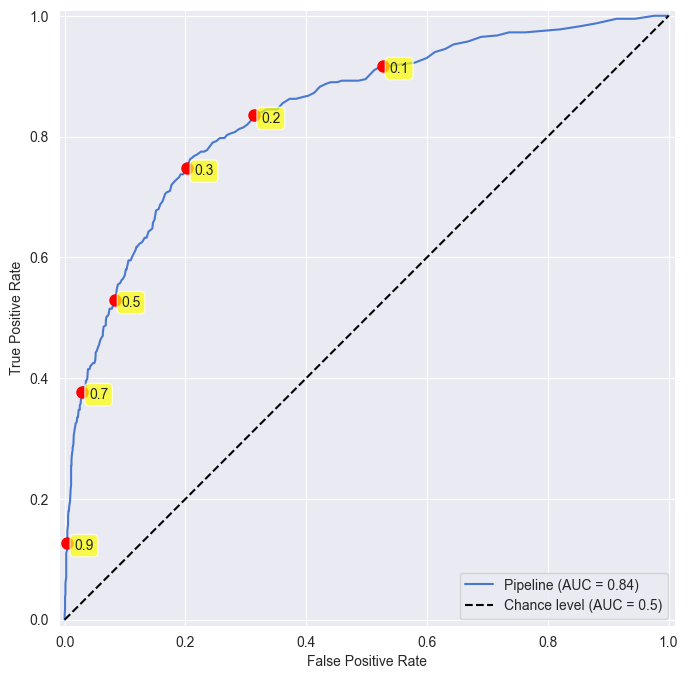 1.0
0.8
0.6
0.4
0.2
0.0
True Positive Rate
0.1
0.2
0.3
0.5
0.7
0.9
Pipeline (AUC = 0.84)
Chance level (AUC = 0.5)
0.0 0.2 0.4 0.6 0.8 1.0
False Positive Rate